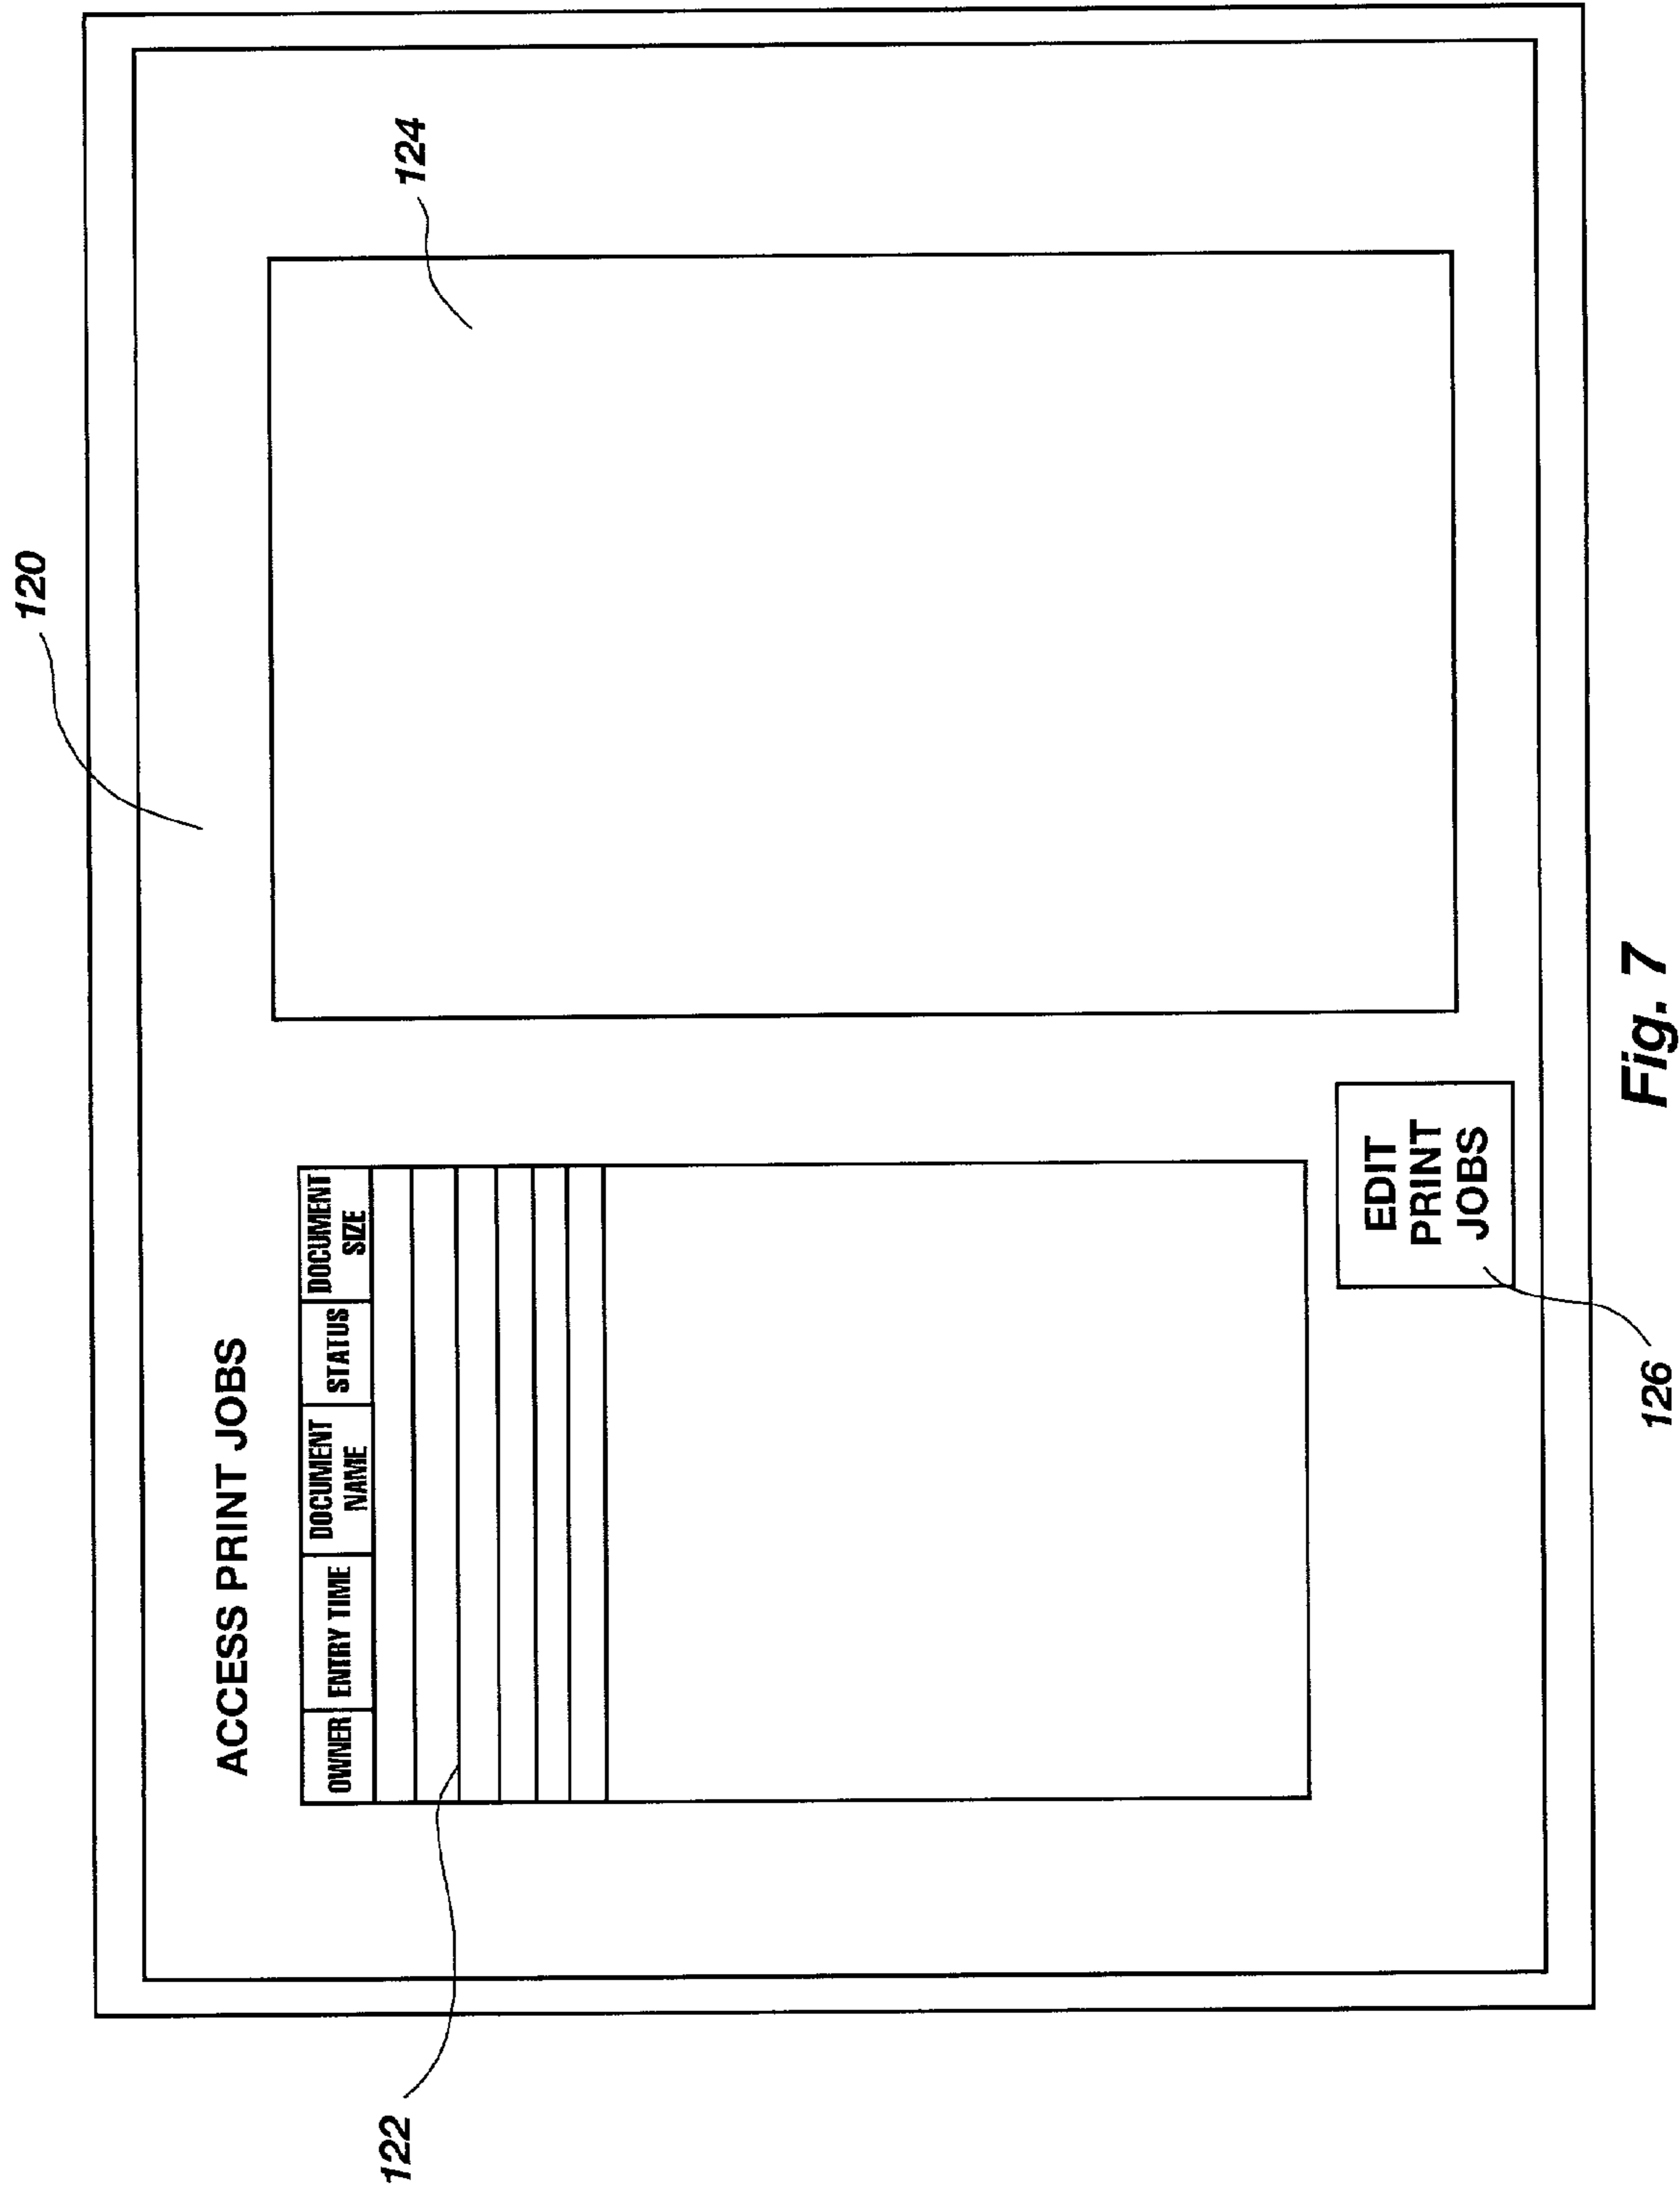 120
124
ACCESS PRINT JOBS
OWNER
ENTRY TIME
DOCUMENT
NAME
STATUS
DOCUMENT
SIZE
122
EDIT
PRINT
JOBS
126
Fig. 7